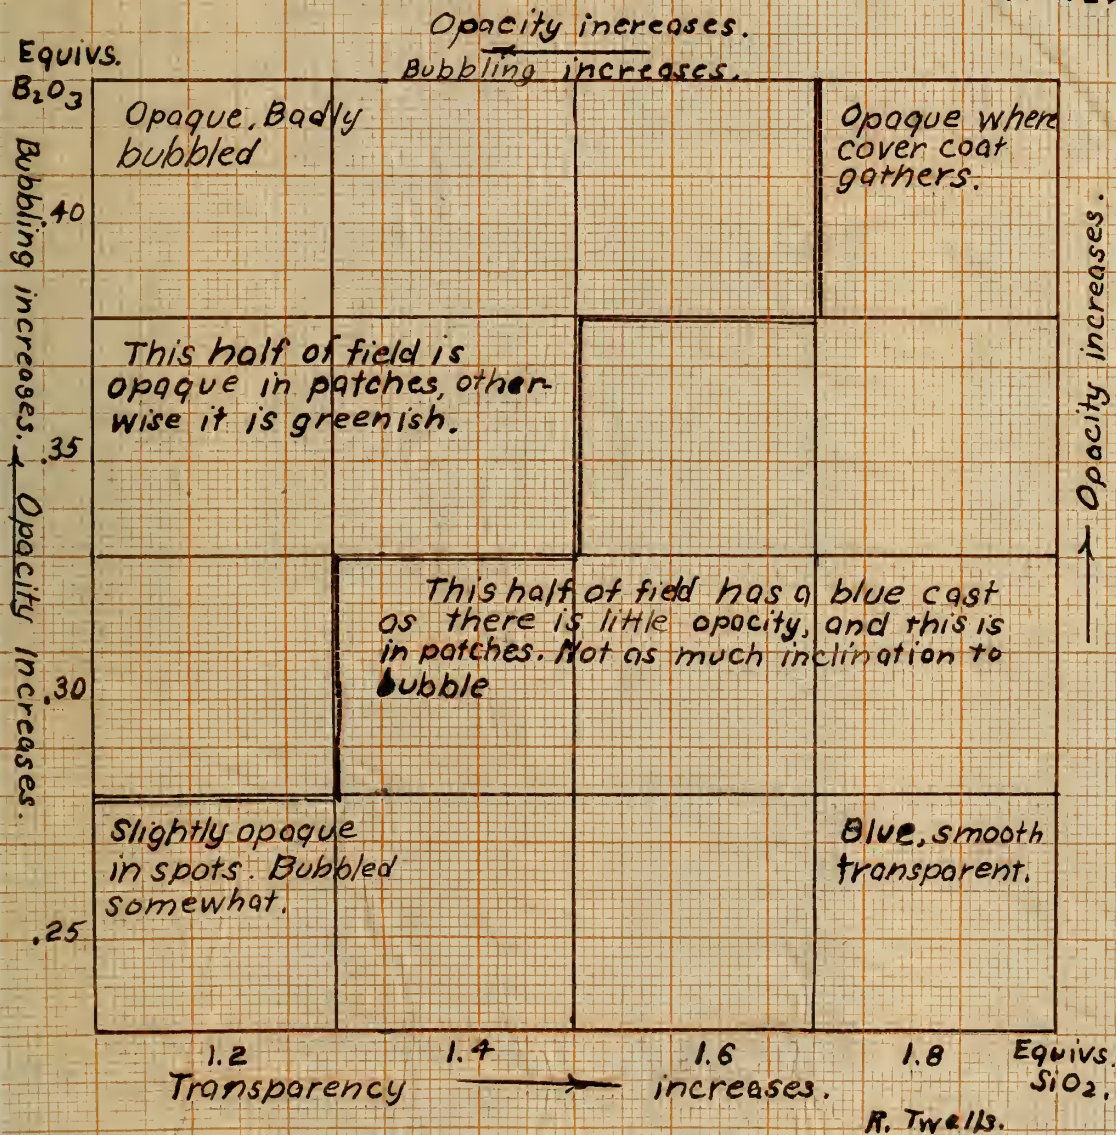 Opacity increases.
Bubbling increases.
Equivs.
B₂O₃
Opaque. Badly
bubbled
Opaque where
cover coat
gathers.
Bubbling increases. Opacity Increases.
.40
Opacity increases.
This half of field is
opaque in patches, other-
wise it is greenish.
.35
This half of field has a blue cast
as there is little opacity, and this is
in patches. Not as much inclination to
bubble
.30
Slightly opaque
in spots. Bubbled
somewhat.
Blue, smooth
transparent.
.25
1.2 1.4 1.6 1.8 Equivs.
SiO₂.
Transparency increases.
R. Twells.